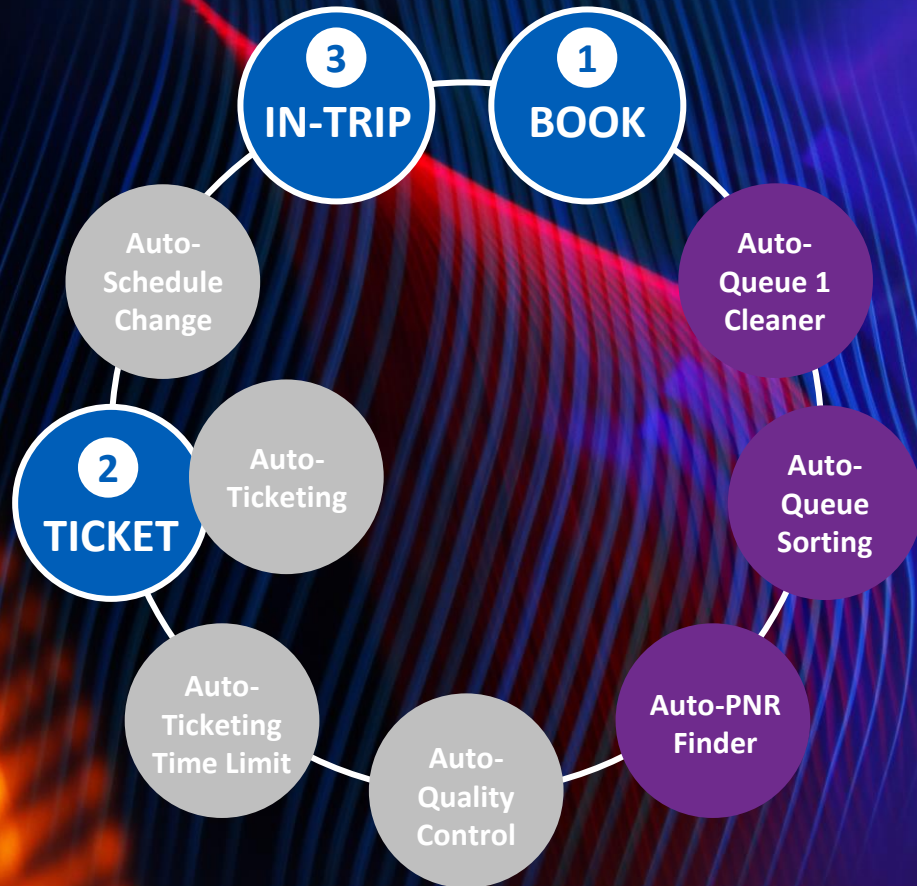 3
IN-TRIP
1
BOOK
Auto-
Queue 1
Cleaner
Auto-
Queue
Sorting
Auto-PNR
Finder
Auto-
Quality
Control
Auto-
Ticketing
Time Limit
2
TICKET
Auto-
Ticketing
Auto-
Schedule
Change